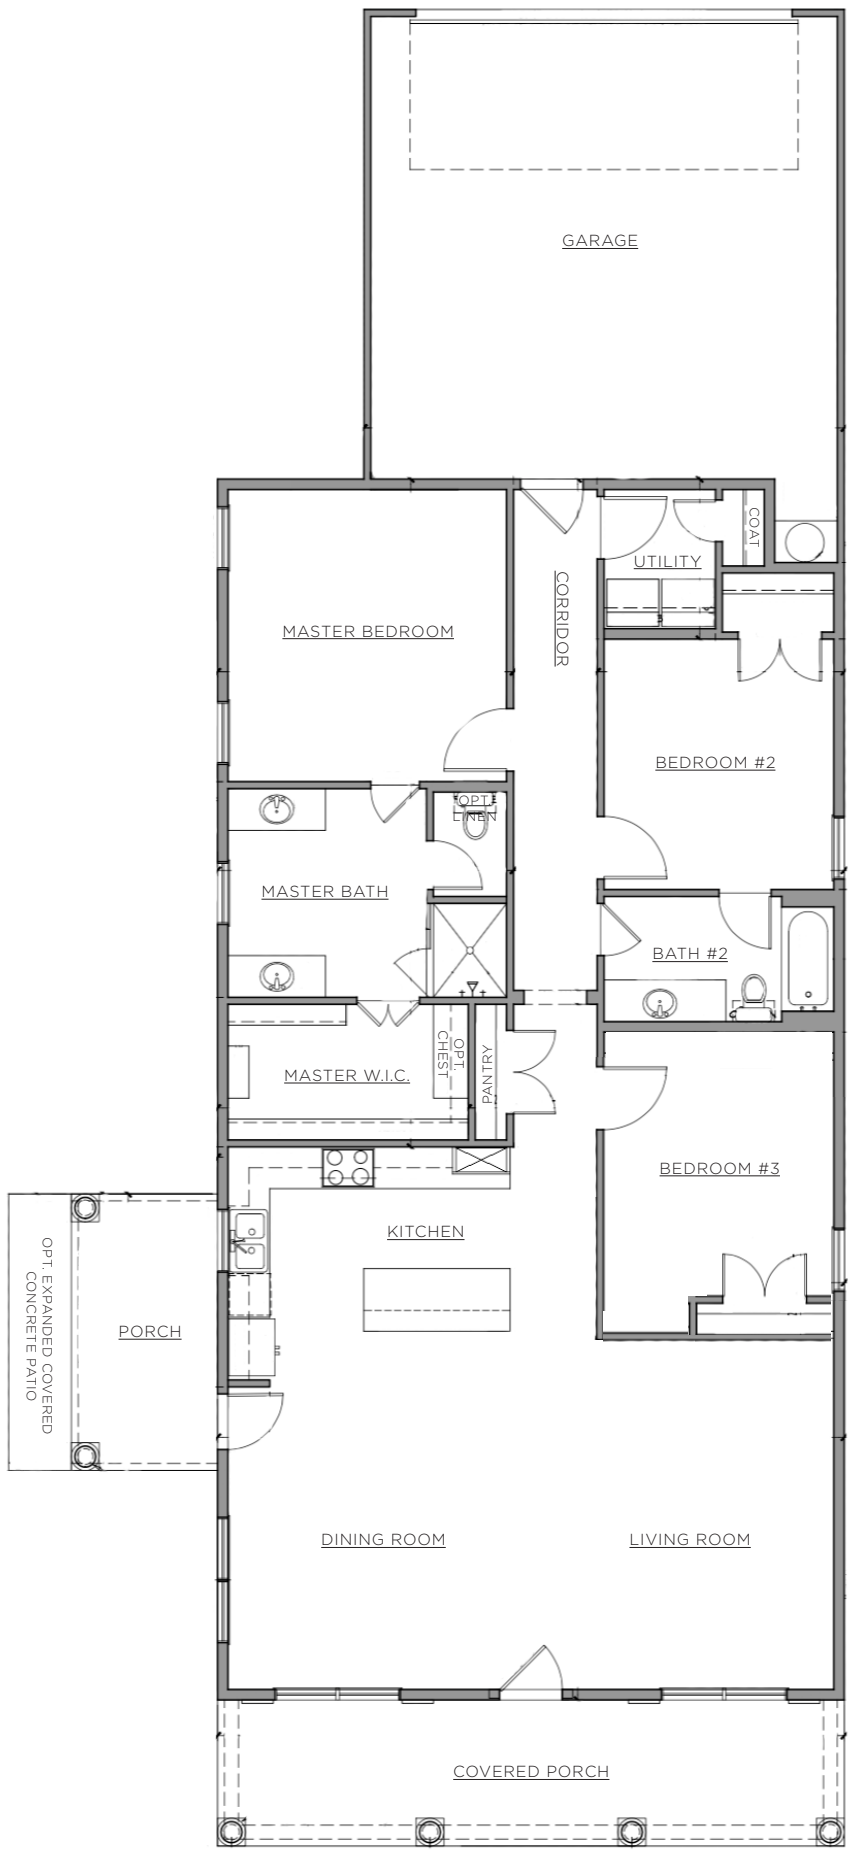 GARAGE
COAT
UTILITY
CORRIDOR
MASTER BEDROOM
BEDROOM #2
OPT.
LINEN
MASTER BATH
BATH #2
OPT.
CHEST
PANTRY
MASTER W.I.C.
BEDROOM #3
KITCHEN
OPT. EXPANDED COVERED
CONCRETE PATIO
PORCH
DINING ROOM
LIVING ROOM
COVERED PORCH